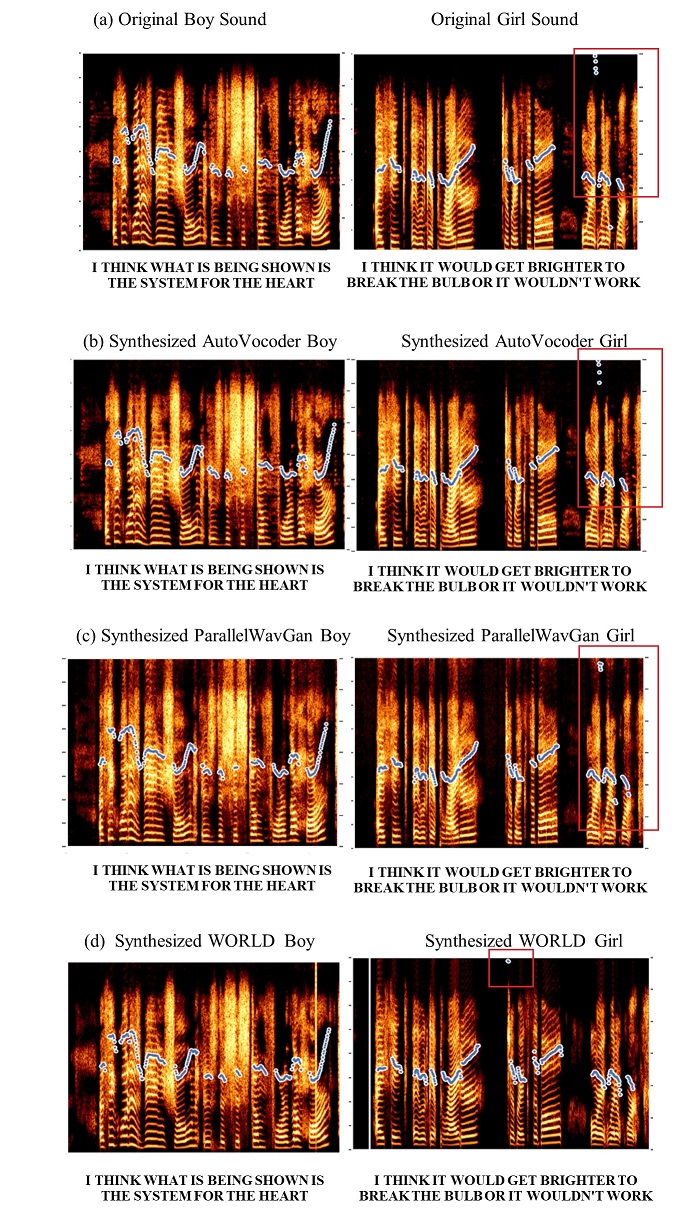 (a) Original Boy Sound
Original Girl Sound
I THINK WHAT IS BEING SHOWN IS
THE SYSTEM FOR THE HEART
I THINK IT WOULD GET BRIGHTER TO
BREAK THE BULB OR IT WOULDN'T WORK
(b) Synthesized AutoVocoder Boy
Synthesized AutoVocoder Girl
I THINK WHAT IS BEING SHOWN IS
THE SYSTEM FOR THE HEART
I THINK IT WOULD GET BRIGHTER TO
BREAK THE BULB OR IT WOULDN'T WORK
(c) Synthesized ParallelWavGan Boy
Synthesized ParallelWavGan Girl
I THINK WHAT IS BEING SHOWN IS
THE SYSTEM FOR THE HEART
I THINK IT WOULD GET BRIGHTER TO
BREAK THE BULB OR IT WOULDN'T WORK
(d) Synthesized WORLD Boy
Synthesized WORLD Girl
I THINK WHAT IS BEING SHOWN IS
THE SYSTEM FOR THE HEART
I THINK IT WOULD GET BRIGHTER TO
BREAK THE BULB OR IT WOULDN'T WORK